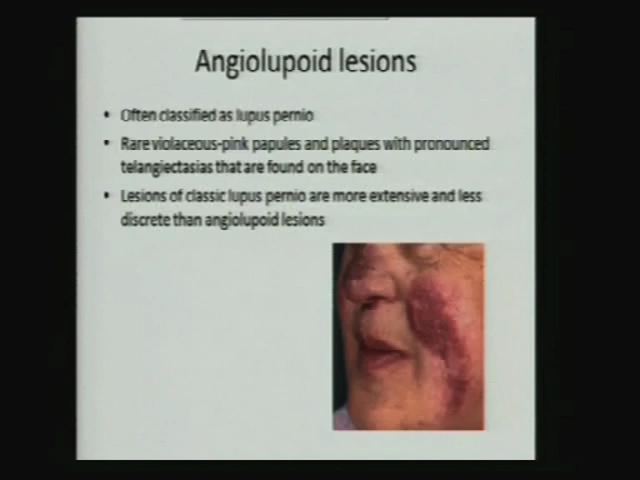 Angiolupoid lesions
• Often classified as lupus pernio
• Rare violaceous-pink papules and plaques with pronounced
telangiectasias that are found on the face
• Lesions of classic lupus pernio are more extensive and less
discrete than angiolupoid lesions